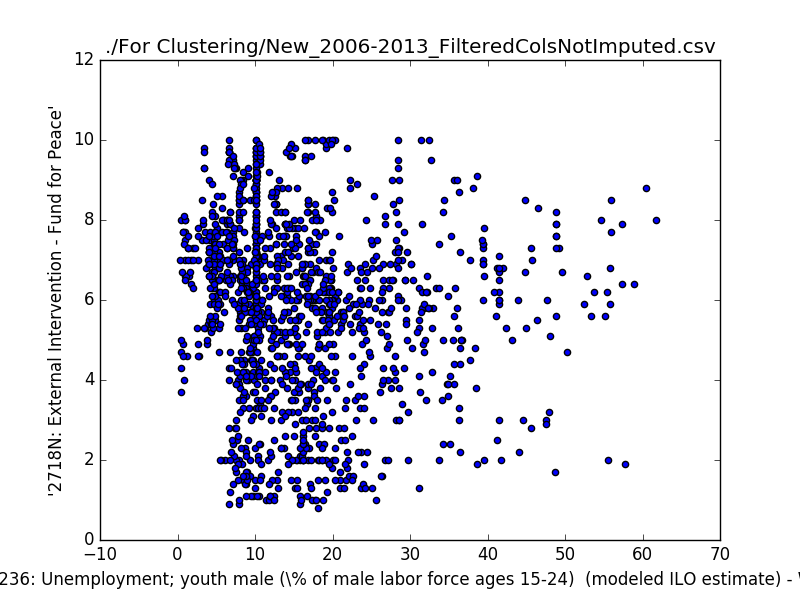 ./For Clustering/New_2006-2013_FilteredColsNotImputed.csv
12
10
8
6
4
2
0
'2718N: External Intervention - Fund for Peace'
−10 0 10 20 30 40 50 60 70
236: Unemployment; youth male (\% of male labor force ages 15-24) (modeled ILO estimate) -